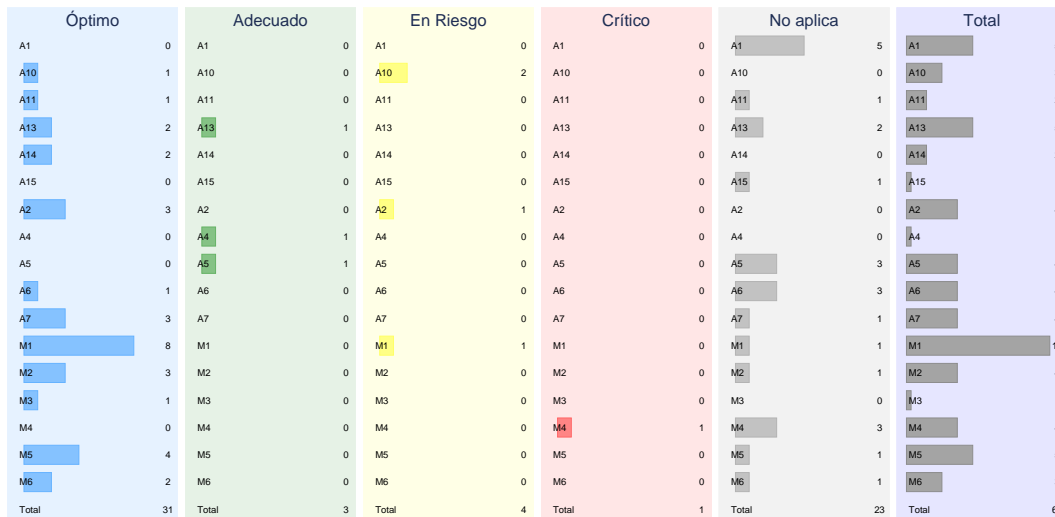 Óptimo Adecuado En Riesgo Crítico No aplica Total
A1 0 A1 0 A1 0 A1 0 A1 5 A1
A10 1 A10 0 A10 2 A10 0 A10 0 A10
A11 1 A11 0 A11 0 A11 0 A11 1 A11
A13 2 A13 1 A13 0 A13 0 A13 2 A13
A14 2 A14 0 A14 0 A14 0 A14 0 A14
A15 0 A15 0 A15 0 A15 0 A15 1 A15
A2 3 A2 0 A2 1 A2 0 A2 0 A2
A4 0 A4 1 A4 0 A4 0 A4 0 A4
A5 0 A5 1 A5 0 A5 0 A5 3 A5
A6 1 A6 0 A6 0 A6 0 A6 3 A6
A7 3 A7 0 A7 0 A7 0 A7 1 A7
M1 8 M1 0 M1 1 M1 0 M1 1 M1 1
M2 3 M2 0 M2 0 M2 0 M2 1 M2
M3 1 M3 0 M3 0 M3 0 M3 0 M3
M4 0 M4 0 M4 0 M4 1 M4 3 M4
M5 4 M5 0 M5 0 M5 0 M5 1 M5
M6 2 M6 0 M6 0 M6 0 M6 1 M6
Total 31 Total 3 Total 4 Total 1 Total 23 Total 6